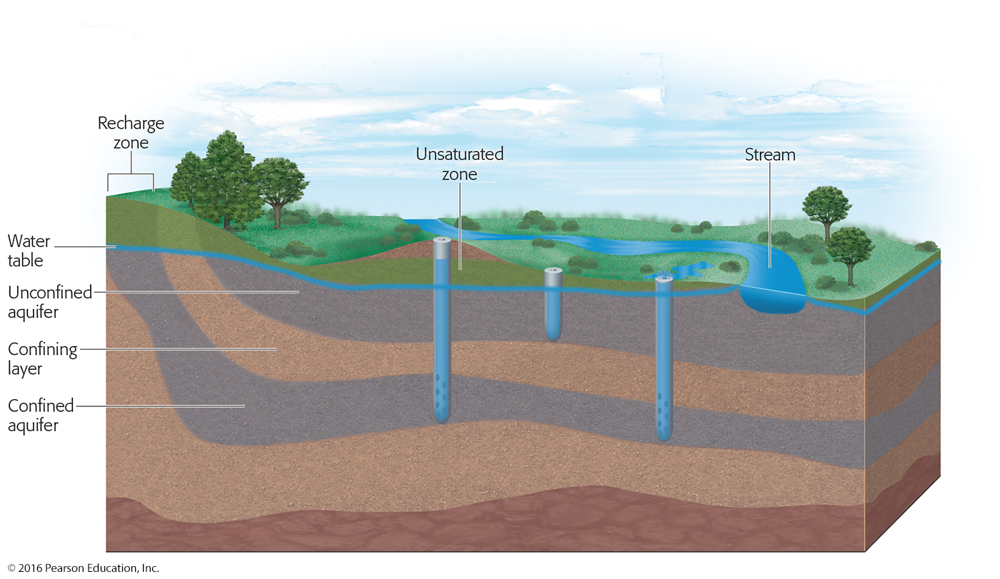 Recharge
zone
Unsaturated
zone
Stream
Water
table
Unconfined
aquifer
Confining
layer
Confined
aquifer
© 2016 Pearson Education, Inc.